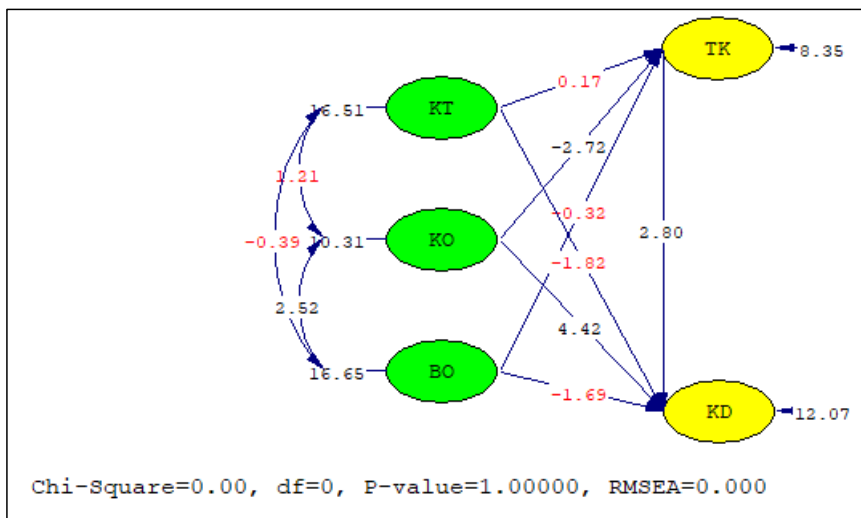 TK
8.35
0.17
16.51
KT
-2.72
1.21
-0.32
2.80
-0.39
10.31
KO
-1.82
2.52
4.42
16.65
BO
-1.69
KD
12.07
Chi-Square=0.00, df=0, P-value=1.00000, RMSEA=0.000